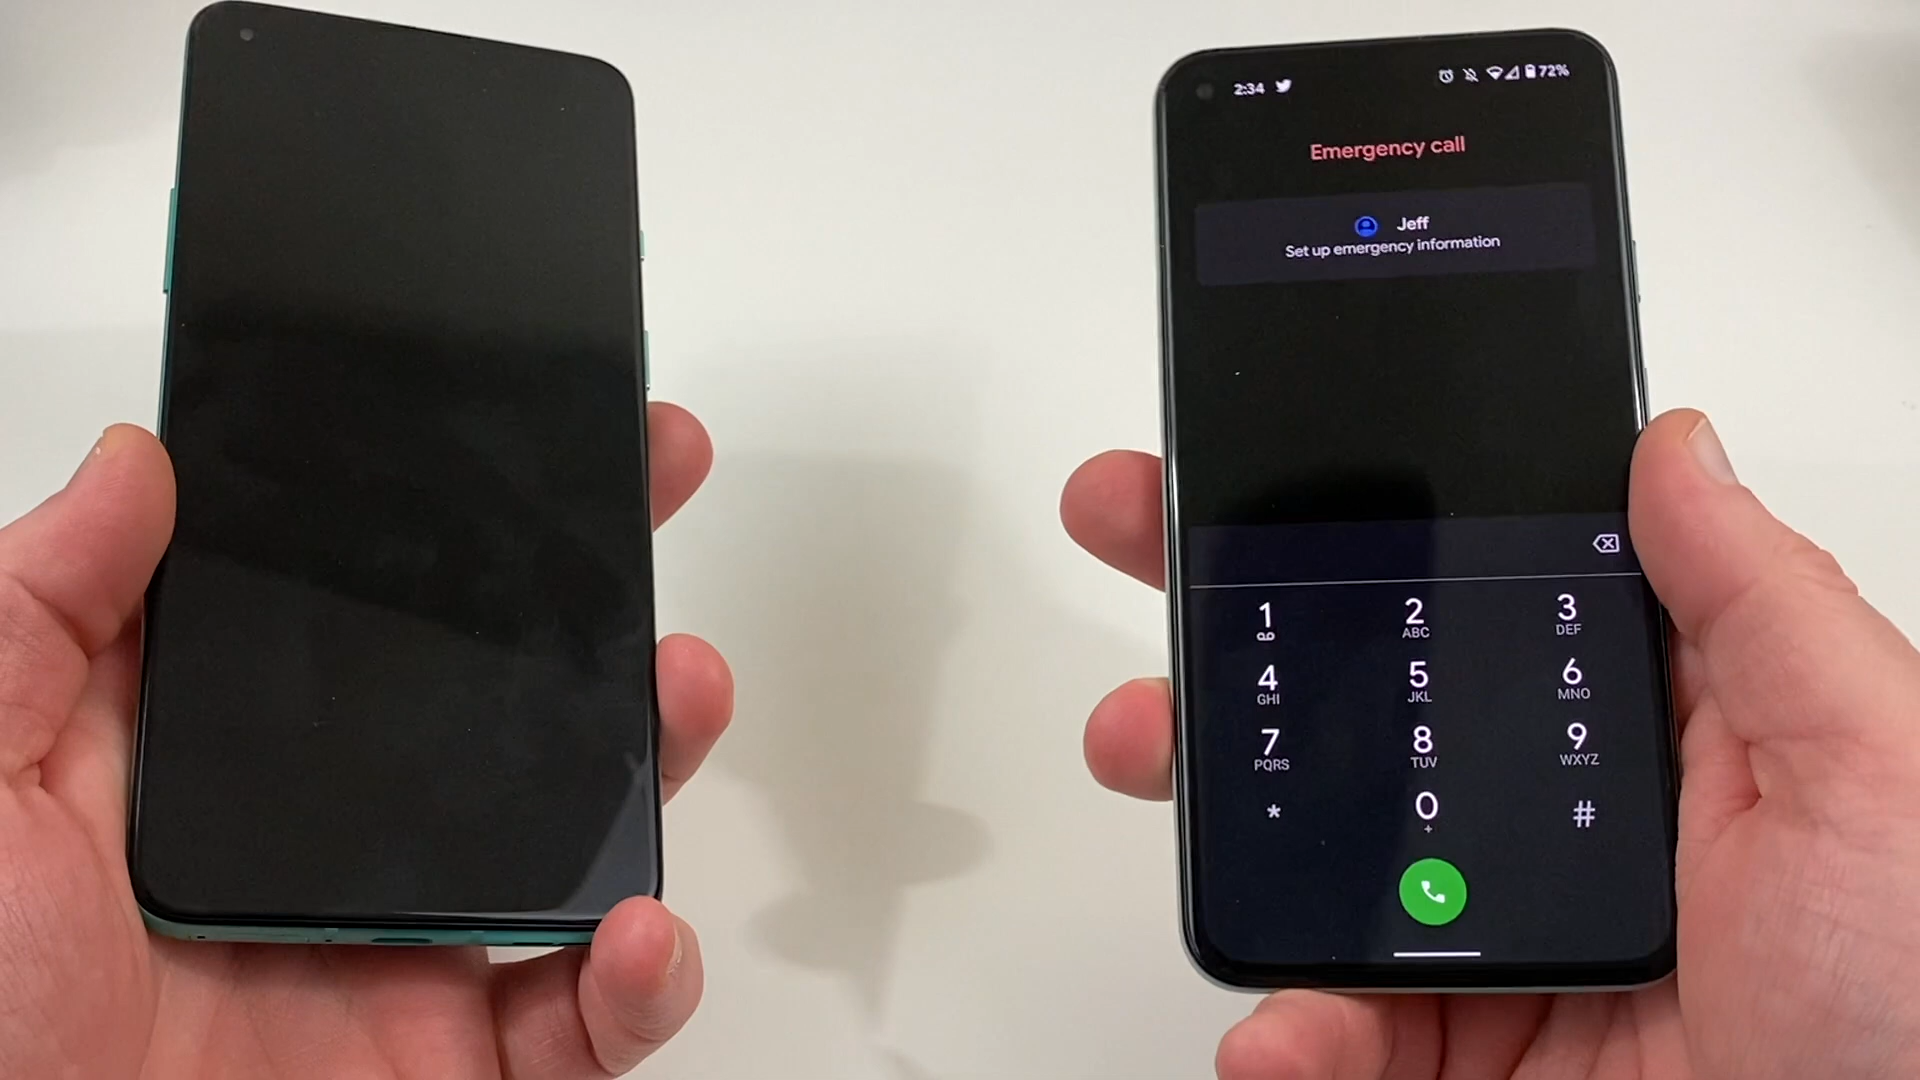 2:34 72%
Emergency call
Jeff
Set up emergency information
1 2 3
ABC DEF
4 5 6
GHI JKL MNO
7 8 9
PQRS TUV WXYZ
* 0 #
+